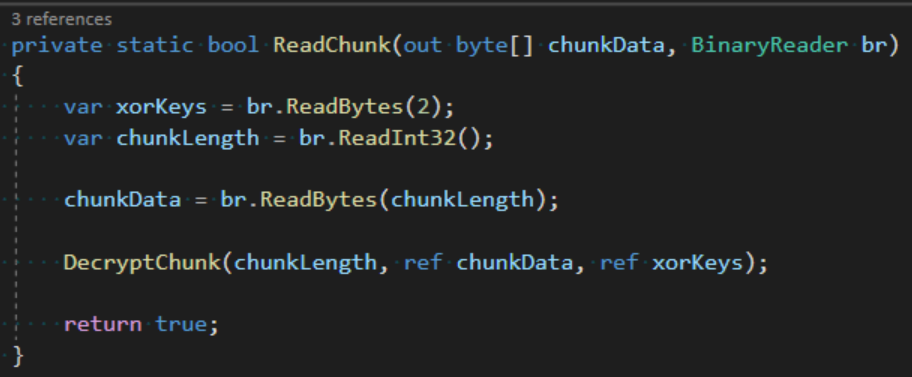 3 references
private static bool ReadChunk(out byte[] chunkData, BinaryReader br)
{
    var xorKeys = br.ReadBytes(2);
    var chunkLength = br.ReadInt32();

    chunkData = br.ReadBytes(chunkLength);

    DecryptChunk(chunkLength, ref chunkData, ref xorKeys);

    return true;
}